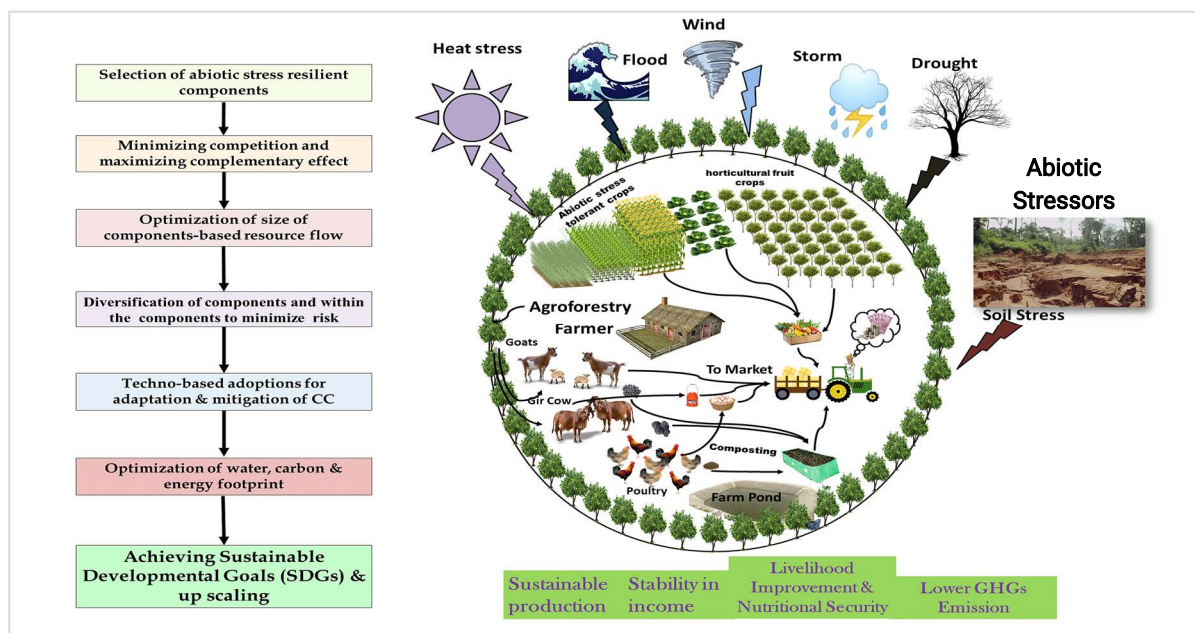 Selection of abiotic stress resilient
components
Minimizing competition and
maximizing complementary effect
Optimization of size of
components-based resource flow
Diversification of components and within
the components to minimize risk
Techno-based adoptions for
adaptation & mitigation of CC
Optimization of water, carbon &
energy footprint
Achieving Sustainable
Developmental Goals (SDGs) &
up scaling
Heat stress
Flood
Wind
Storm
Drought
Abiotic
Stressors
Soil Stress
Abiotic stress
tolerant crops
horticultural fruit
crops
Agroforestry
Farmer
Goats
To Market
Gir Cow
Composting
Poultry
Farm Pond
Sustainable
production
Stability in
income
Livelihood
Improvement &
Nutritional Security
Lower GHGs
Emission